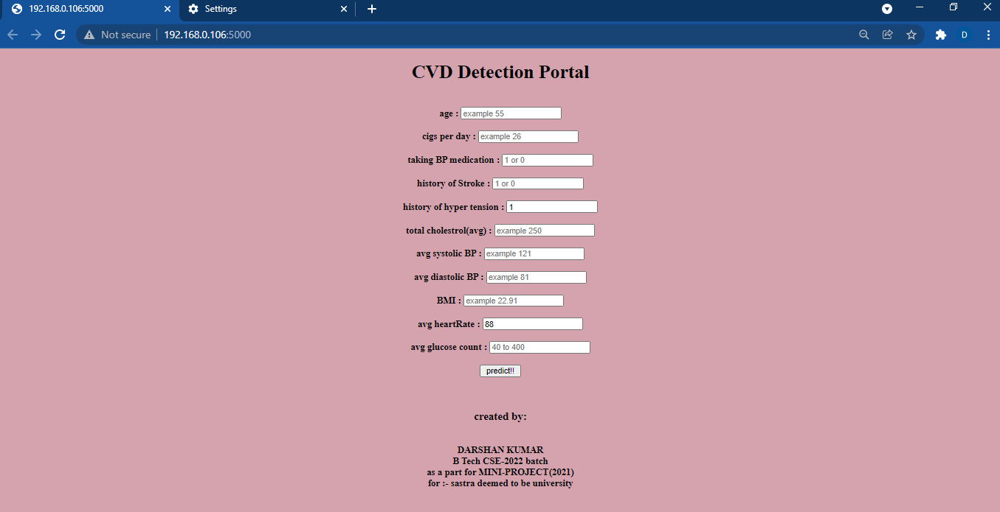 192.168.0.106:5000
Settings
Not secure
192.168.0.106:5000
D
CVD Detection Portal
age : example 55
cigs per day : example 26
taking BP medication : 1 or 0
history of Stroke : 1 or 0
history of hyper tension : 1
total cholestrol(avg) : example 250
avg systolic BP : example 121
avg diastolic BP : example 81
BMI : example 22.91
avg heartRate : 88
avg glucose count : 40 to 400
predict!!
created by:
DARSHAN KUMAR
B Tech CSE-2022 batch
as a part for MINI-PROJECT(2021)
for :- sastra deemed to be university